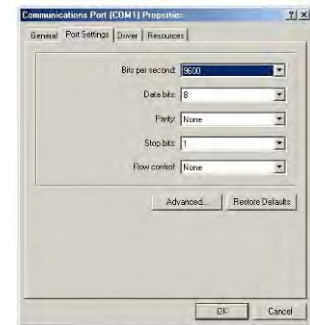 Communications Port (COM1) Properties ? ×
General Port Settings Driver Resources
Bits per second: 9600
Data bits: 8
Parity: None
Stop bits: 1
Flow control: None
Advanced... Restore Defaults
OK Cancel